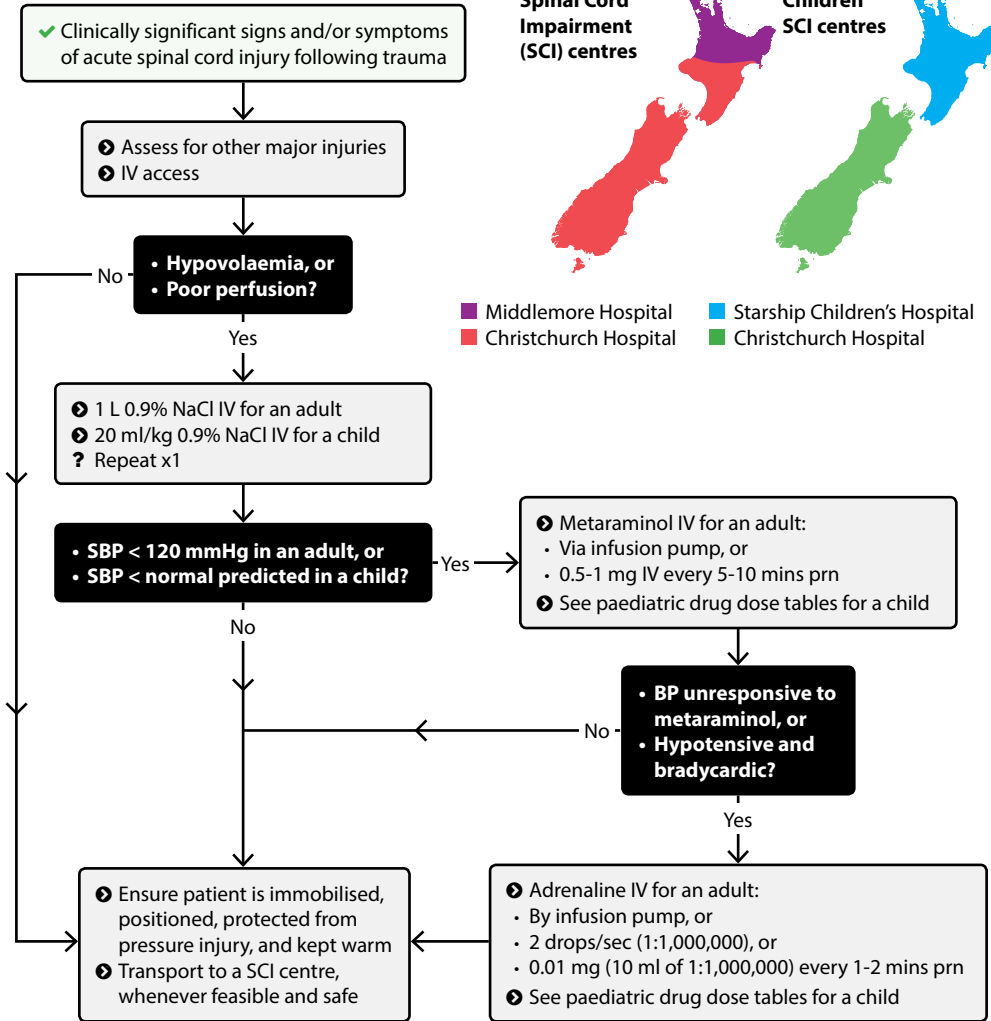 ✓ Clinically significant signs and/or symptoms
of acute spinal cord injury following trauma
Spinal Cord
Impairment
(SCI) centres
Children
SCI centres
Middlemore Hospital
Christchurch Hospital
Starship Children's Hospital
Christchurch Hospital
Assess for other major injuries
IV access
• Hypovolaemia, or
• Poor perfusion?
No
Yes
1 L 0.9% NaCl IV for an adult
20 ml/kg 0.9% NaCl IV for a child
? Repeat x1
• SBP < 120 mmHg in an adult, or
• SBP < normal predicted in a child?
Yes
No
Metaraminol IV for an adult:
• Via infusion pump, or
• 0.5-1 mg IV every 5-10 mins prn
See paediatric drug dose tables for a child
• BP unresponsive to
metaraminol, or
• Hypotensive and
bradycardic?
No
Yes
Adrenaline IV for an adult:
• By infusion pump, or
• 2 drops/sec (1:1,000,000), or
• 0.01 mg (10 ml of 1:1,000,000) every 1-2 mins prn
See paediatric drug dose tables for a child
Ensure patient is immobilised,
positioned, protected from
pressure injury, and kept warm
Transport to a SCI centre,
whenever feasible and safe